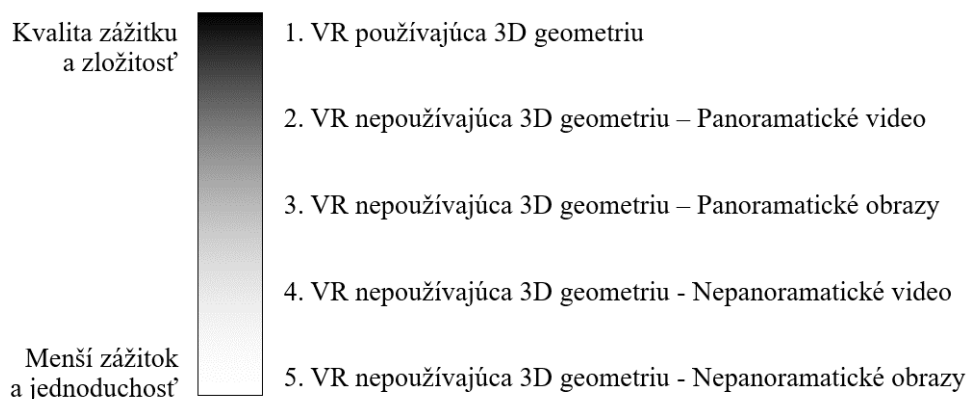 Kvalita zážitku
a zložitosť
1. VR používajúca 3D geometriu
2. VR nepoužívajúca 3D geometriu – Panoramatické video
3. VR nepoužívajúca 3D geometriu – Panoramatické obrazy
4. VR nepoužívajúca 3D geometriu - Nepanoramatické video
Menší zážitok
a jednoduchosť
5. VR nepoužívajúca 3D geometriu - Nepanoramatické obrazy